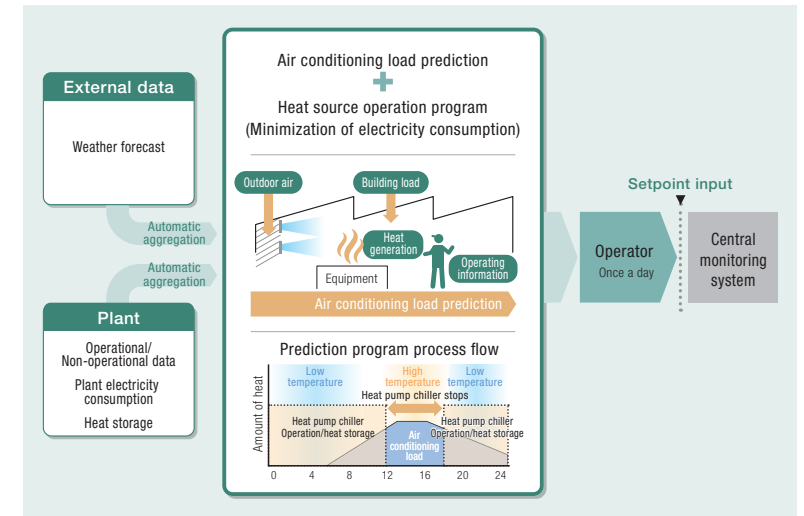 External data
Weather forecast
Automatic
aggregation
Automatic
aggregation
Plant
Operational/
Non-operational data
Plant electricity
consumption
Heat storage
Air conditioning load prediction
Heat source operation program
(Minimization of electricity consumption)
Outdoor air
Building load
Heat
generation
Operating
information
Equipment
Air conditioning load prediction
Prediction program process flow
Amount of heat
Low
temperature
High
temperature
Low
temperature
Heat pump chiller stops
Heat pump chiller
Operation/heat storage
Heat pump chiller
Operation/heat storage
Air
conditioning
load
0 4 8 12 16 20 24
Setpoint input
Operator
Once a day
Central
monitoring
system